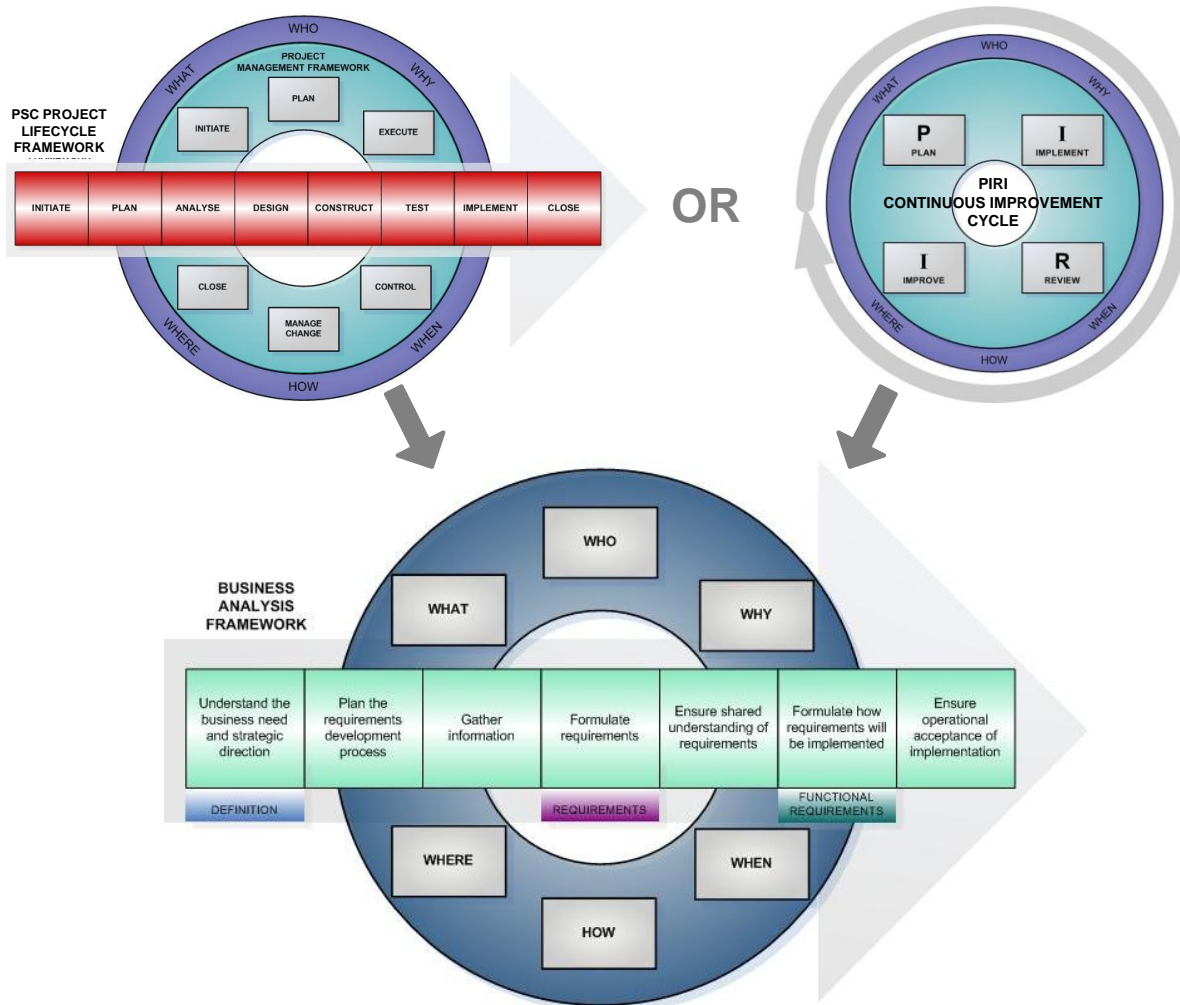 WHO
WHAT
WHY
PROJECT
MANAGEMENT FRAMEWORK
PLAN
INITIATE
EXECUTE
PSC PROJECT
LIFECYCLE
FRAMEWORK
INITIATE
PLAN
ANALYSE
DESIGN
CONSTRUCT
TEST
IMPLEMENT
CLOSE
CLOSE
CONTROL
MANAGE
CHANGE
WHERE
WHEN
HOW
OR
WHO
WHAT
WHY
P
PLAN
I
IMPLEMENT
PIRI
CONTINUOUS IMPROVEMENT
CYCLE
I
IMPROVE
R
REVIEW
WHERE
WHEN
HOW
BUSINESS
ANALYSIS
FRAMEWORK
WHO
WHAT
WHY
Understand the
business need
and strategic
direction
Plan the
requirements
development
process
Gather
information
Formulate
requirements
Ensure shared
understanding of
requirements
Formulate how
requirements will
be implemented
Ensure
operational
acceptance of
implementation
DEFINITION
REQUIREMENTS
FUNCTIONAL
REQUIREMENTS
WHERE
WHEN
HOW